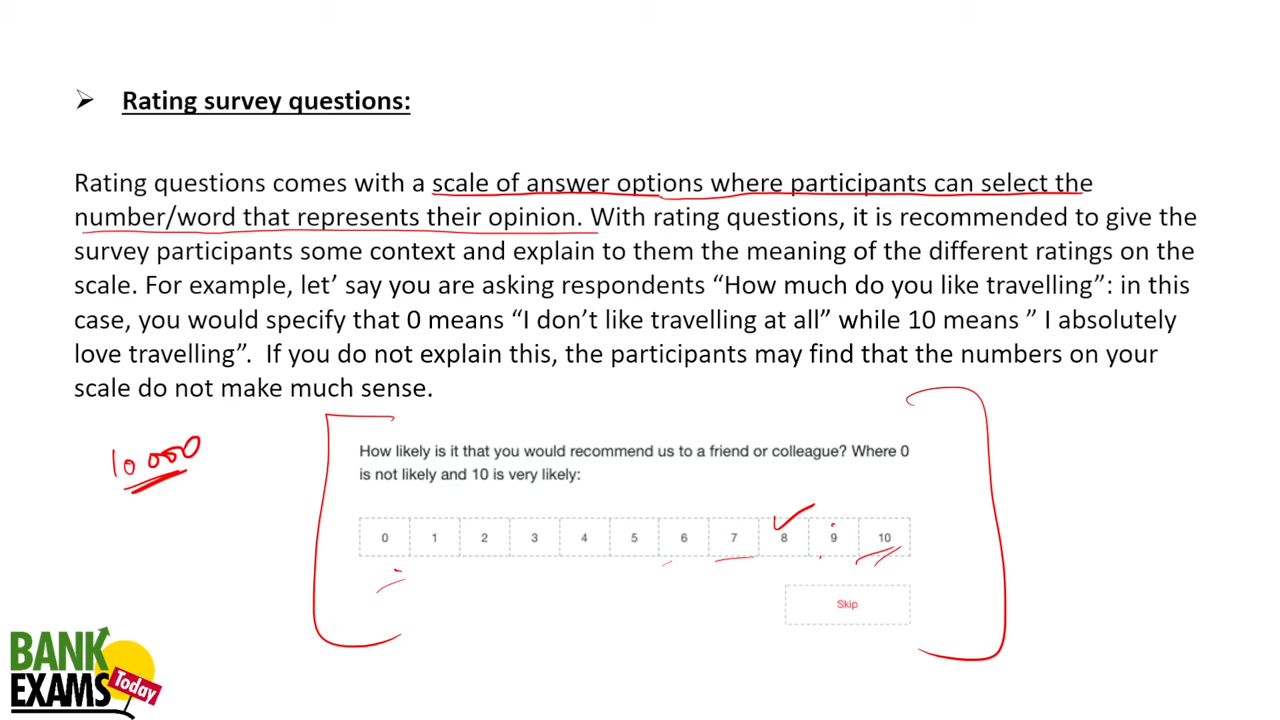 Rating survey questions:
Rating questions comes with a scale of answer options where participants can select the
number/word that represents their opinion. With rating questions, it is recommended to give the
survey participants some context and explain to them the meaning of the different ratings on the
scale. For example, let’ say you are asking respondents “How much do you like travelling”: in this
case, you would specify that 0 means “I don’t like travelling at all” while 10 means ” I absolutely
love travelling”. If you do not explain this, the participants may find that the numbers on your
scale do not make much sense.
10 000
How likely is it that you would recommend us to a friend or colleague? Where 0
is not likely and 10 is very likely:
0 1 2 3 4 5 6 7 8 9 10
Skip
BANK
EXAMS Today